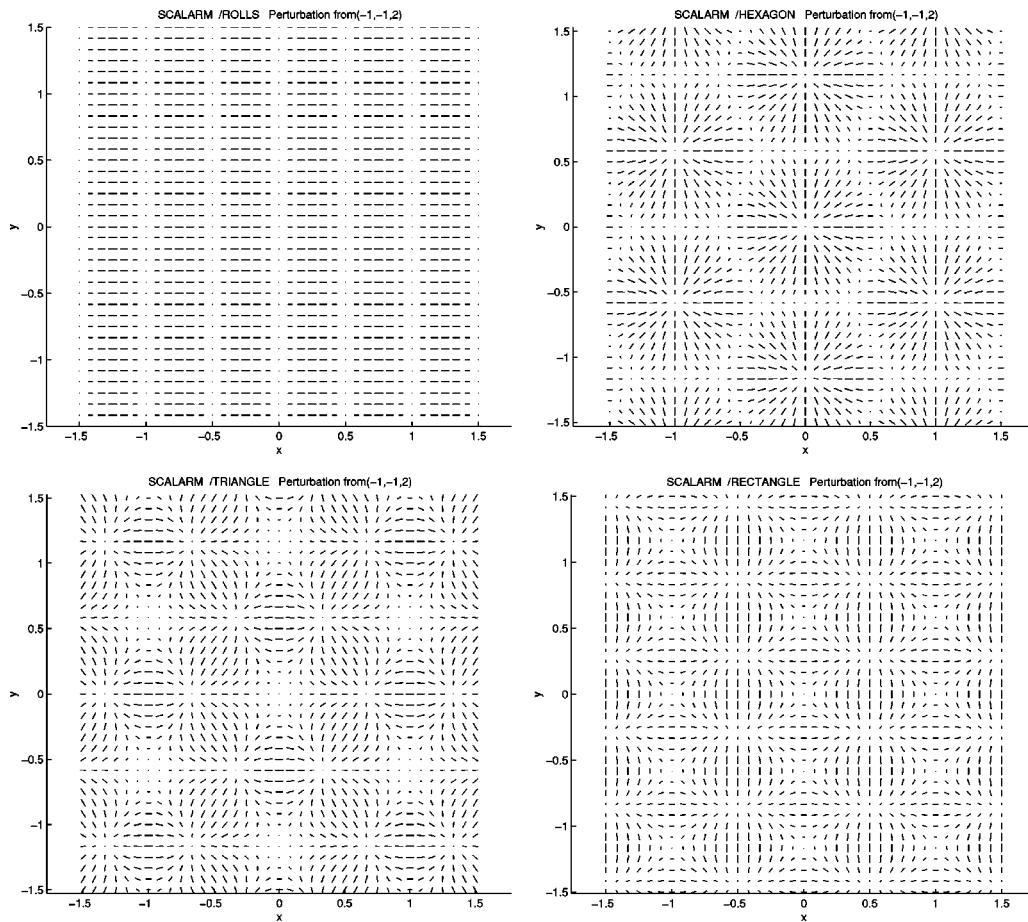 SCALARM /ROLLS Perturbation from(−1,−1,2)
1.5
1
0.5
0
−0.5
−1
−1.5
y
−1.5 −1 −0.5 0 0.5 1 1.5
x
SCALARM /HEXAGON Perturbation from(−1,−1,2)
1.5
1
0.5
0
−0.5
−1
−1.5
y
−1.5 −1 −0.5 0 0.5 1 1.5
x
SCALARM /TRIANGLE Perturbation from(−1,−1,2)
1.5
1
0.5
0
−0.5
−1
−1.5
y
−1.5 −1 −0.5 0 0.5 1 1.5
x
SCALARM /RECTANGLE Perturbation from(−1,−1,2)
1.5
1
0.5
0
−0.5
−1
−1.5
y
−1.5 −1 −0.5 0 0.5 1 1.5
x